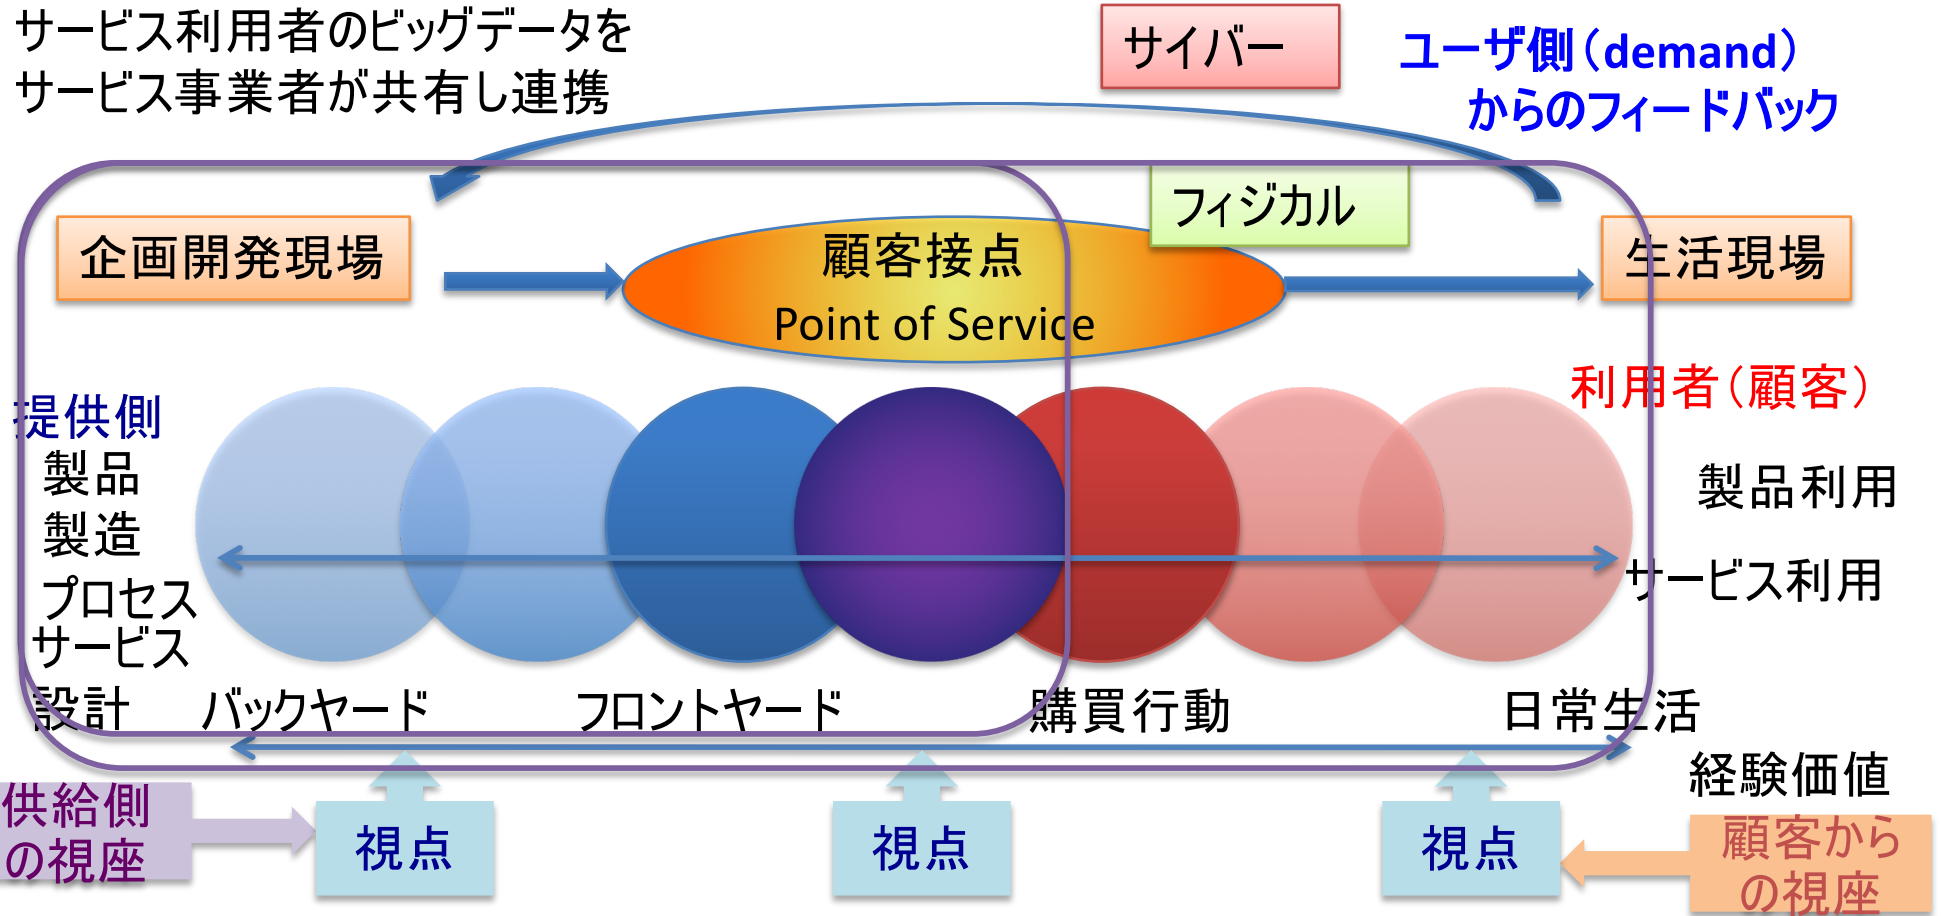 サービス利用者のビッグデータを
サービス事業者が共有し連携
サイバー
ユーザ側（demand）
からのフィードバック
フィジカル
企画開発現場
顧客接点
Point of Service
生活現場
提供側
製品
製造
プロセス
サービス
設計
利用者（顧客）
製品利用
サービス利用
バックヤード
フロントヤード
購買行動
日常生活
経験価値
供給側
の視座
視点
視点
視点
顧客から
の視座